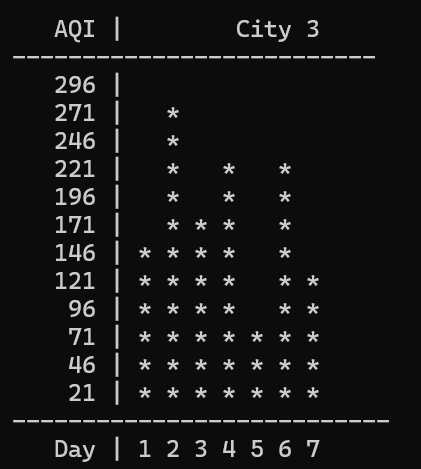 AQI |        City 3
--------------------------
   296 |
   271 |   *
   246 |   *
   221 |   *   *   *
   196 |   *   *   *
   171 |   * * *   *
   146 | * * * *   *
   121 | * * * *   * *
    96 | * * * *   * *
    71 | * * * * * * *
    46 | * * * * * * *
    21 | * * * * * * *
---------------------------
   Day | 1 2 3 4 5 6 7